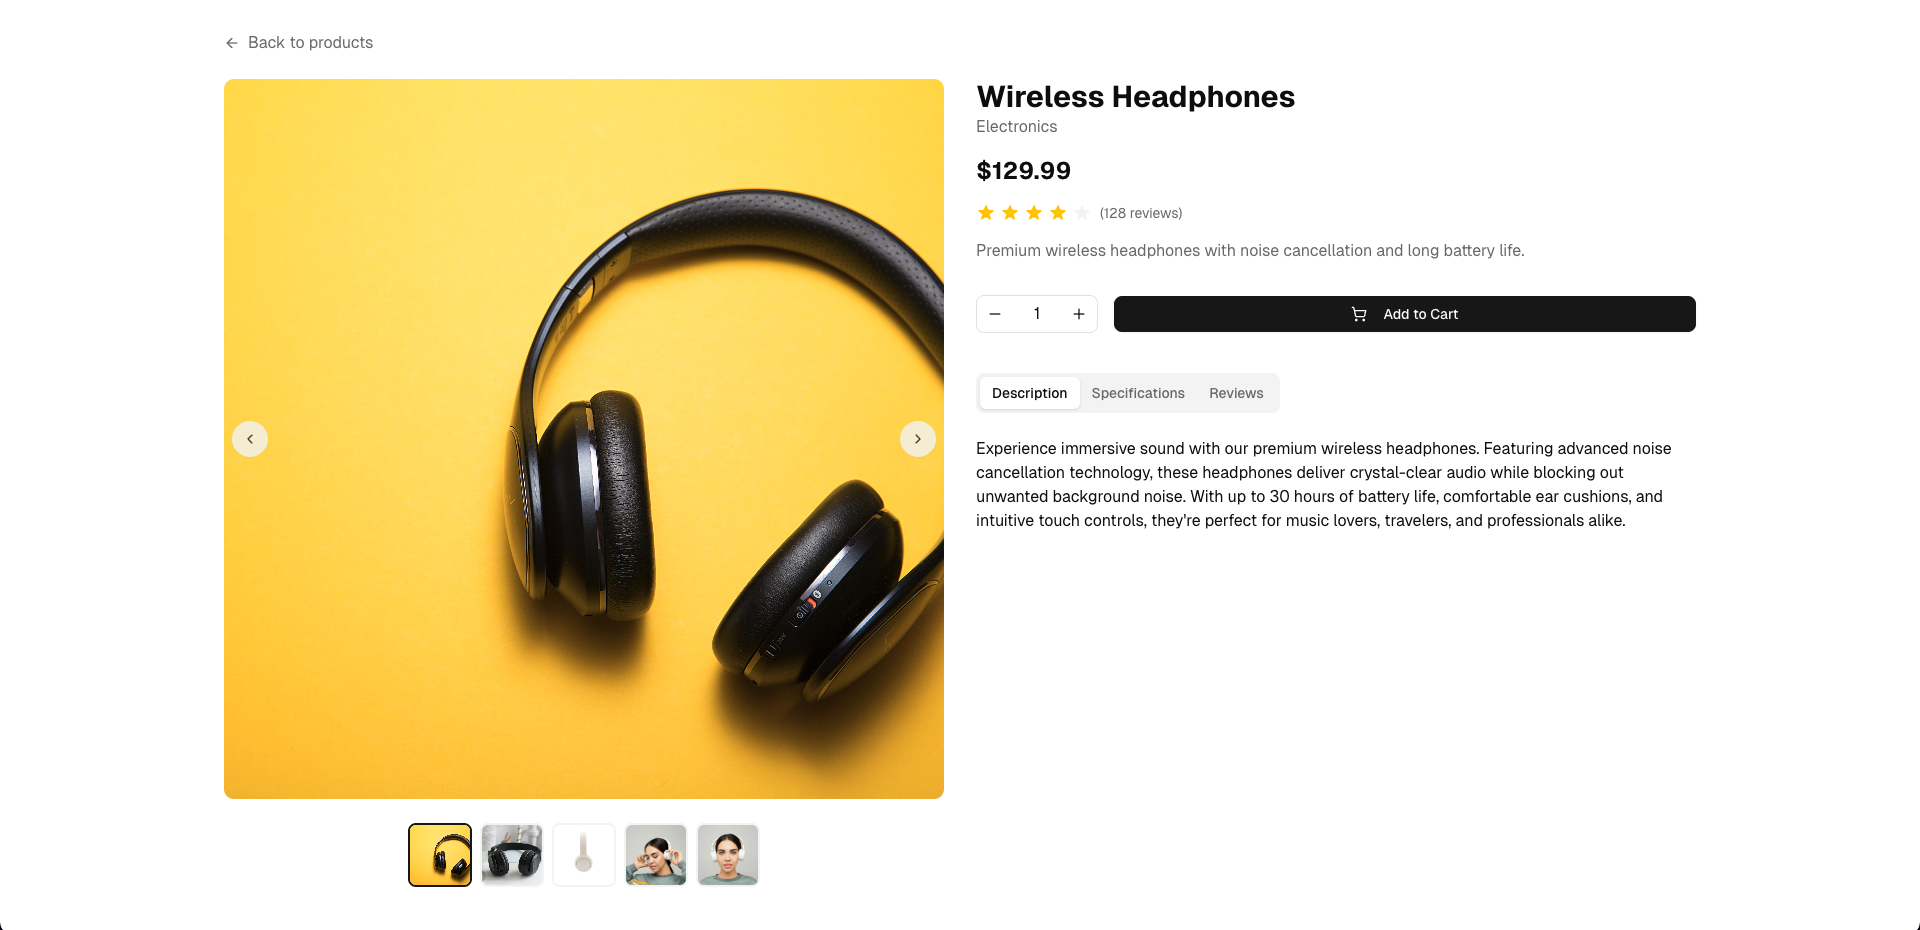 Back to products
Wireless Headphones
Electronics
$129.99
(128 reviews)
Premium wireless headphones with noise cancellation and long battery life.
1
Add to Cart
Description Specifications Reviews
Experience immersive sound with our premium wireless headphones. Featuring advanced noise
cancellation technology, these headphones deliver crystal-clear audio while blocking out
unwanted background noise. With up to 30 hours of battery life, comfortable ear cushions, and
intuitive touch controls, they're perfect for music lovers, travelers, and professionals alike.